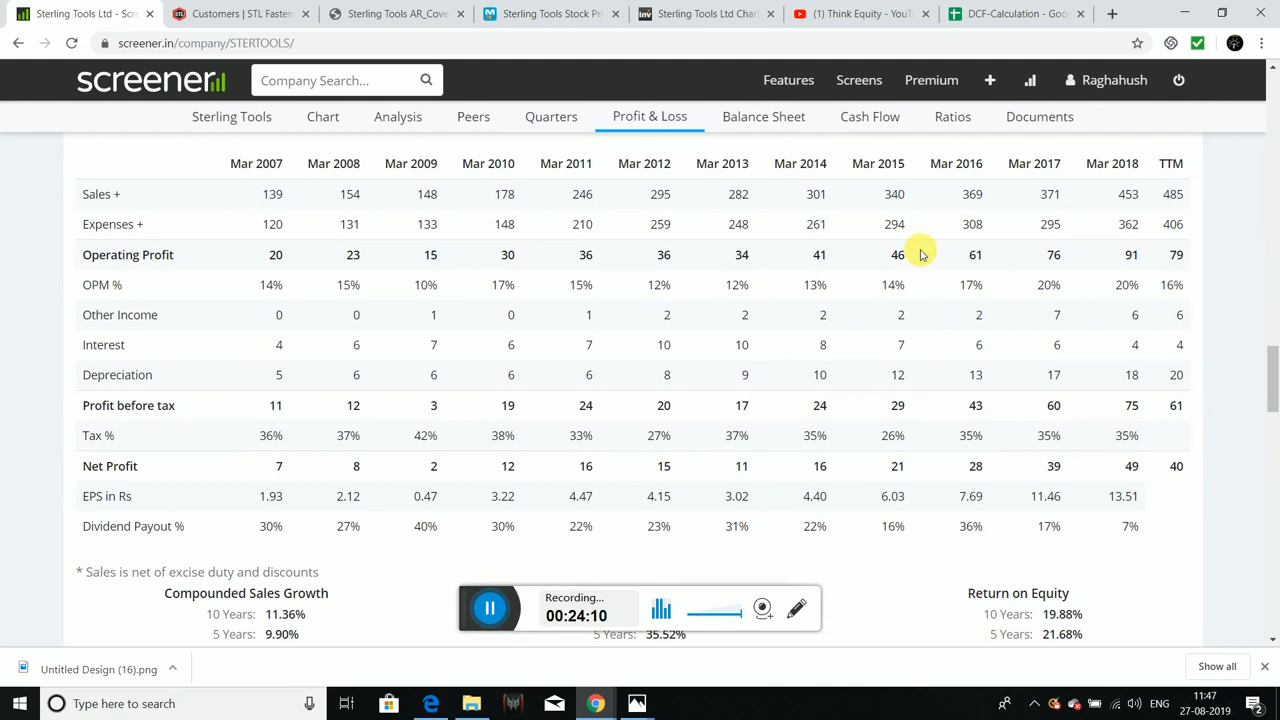 Sterling Tools Ltd - Scre
Customers | STL Fasten
Sterling Tools AR_Cove
Sterling Tools Stock Pri
Sterling Tools Ltd Char
(1) Think Equity - YouT
DCF-Calculation - Goo
screener.in/company/STERTOOLS/
screener
Company Search...
Features Screens Premium Raghahush
Sterling Tools Chart Analysis Peers Quarters Profit & Loss Balance Sheet Cash Flow Ratios Documents
Mar 2007 Mar 2008 Mar 2009 Mar 2010 Mar 2011 Mar 2012 Mar 2013 Mar 2014 Mar 2015 Mar 2016 Mar 2017 Mar 2018 TTM
Sales + 139 154 148 178 246 295 282 301 340 369 371 453 485
Expenses + 120 131 133 148 210 259 248 261 294 308 295 362 406
Operating Profit 20 23 15 30 36 36 34 41 46 61 76 91 79
OPM % 14% 15% 10% 17% 15% 12% 12% 13% 14% 17% 20% 20% 16%
Other Income 0 0 1 0 1 2 2 2 2 2 7 6 6
Interest 4 6 7 6 7 10 10 8 7 6 6 4 4
Depreciation 5 6 6 6 6 8 9 10 12 13 17 18 20
Profit before tax 11 12 3 19 24 20 17 24 29 43 60 75 61
Tax % 36% 37% 42% 38% 33% 27% 37% 35% 26% 35% 35% 35%
Net Profit 7 8 2 12 16 15 11 16 21 28 39 49 40
EPS in Rs 1.93 2.12 0.47 3.22 4.47 4.15 3.02 4.40 6.03 7.69 11.46 13.51
Dividend Payout % 30% 27% 40% 30% 22% 23% 31% 22% 16% 36% 17% 7%
* Sales is net of excise duty and discounts
Compounded Sales Growth
10 Years: 11.36%
5 Years: 9.90%
5 Years: 35.52%
Return on Equity
10 Years: 19.88%
5 Years: 21.68%
Recording...
00:24:10
Untitled Design (16).png
Show all
Type here to search
ENG
11:47
27-08-2019
2